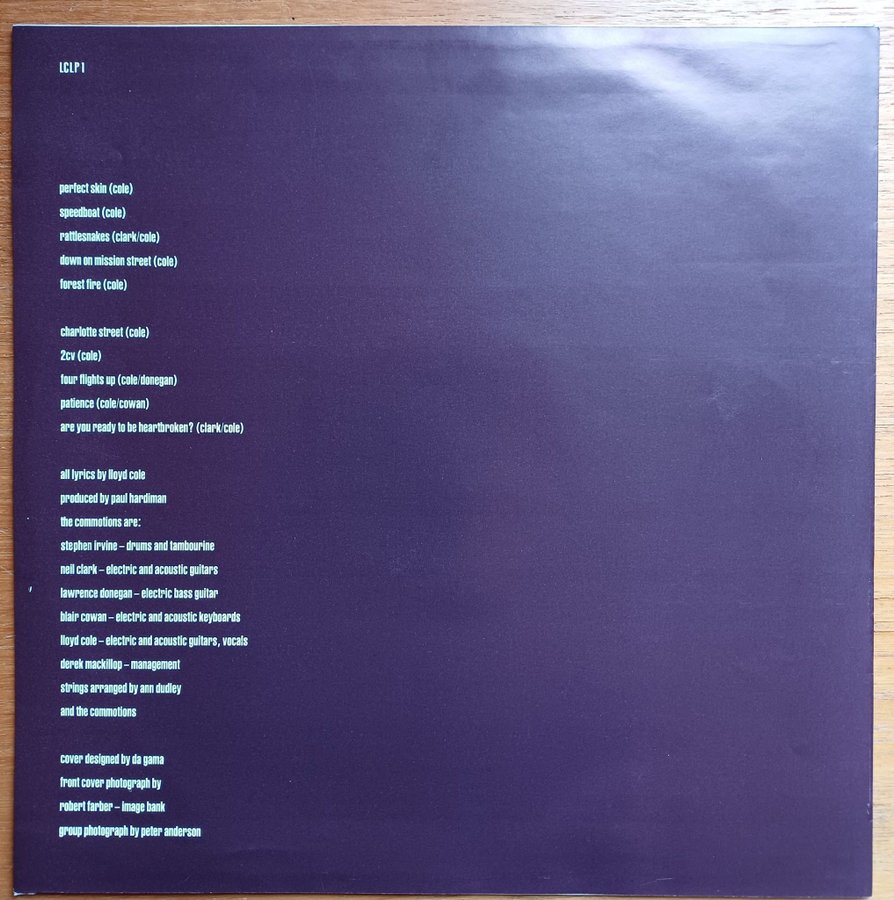 LCLP1
perfect skin (cole)
speedboat (cole)
rattlesnakes (clark/cole)
down on mission street (cole)
forest fire (cole)
charlotte street (cole)
2cv (cole)
four flights up (cole/donegan)
patience (cole/cowan)
are you ready to be heartbroken? (clark/cole)
all lyrics by lloyd cole
produced by paul hardiman
the commotions are:
stephen irvine – drums and tambourine
neil clark – electric and acoustic guitars
lawrence donegan – electric bass guitar
blair cowan – electric and acoustic keyboards
lloyd cole – electric and acoustic guitars, vocals
derek mackillop – management
strings arranged by ann dudley
and the commotions
cover designed by da gama
front cover photograph by
robert farber – image bank
group photograph by peter anderson